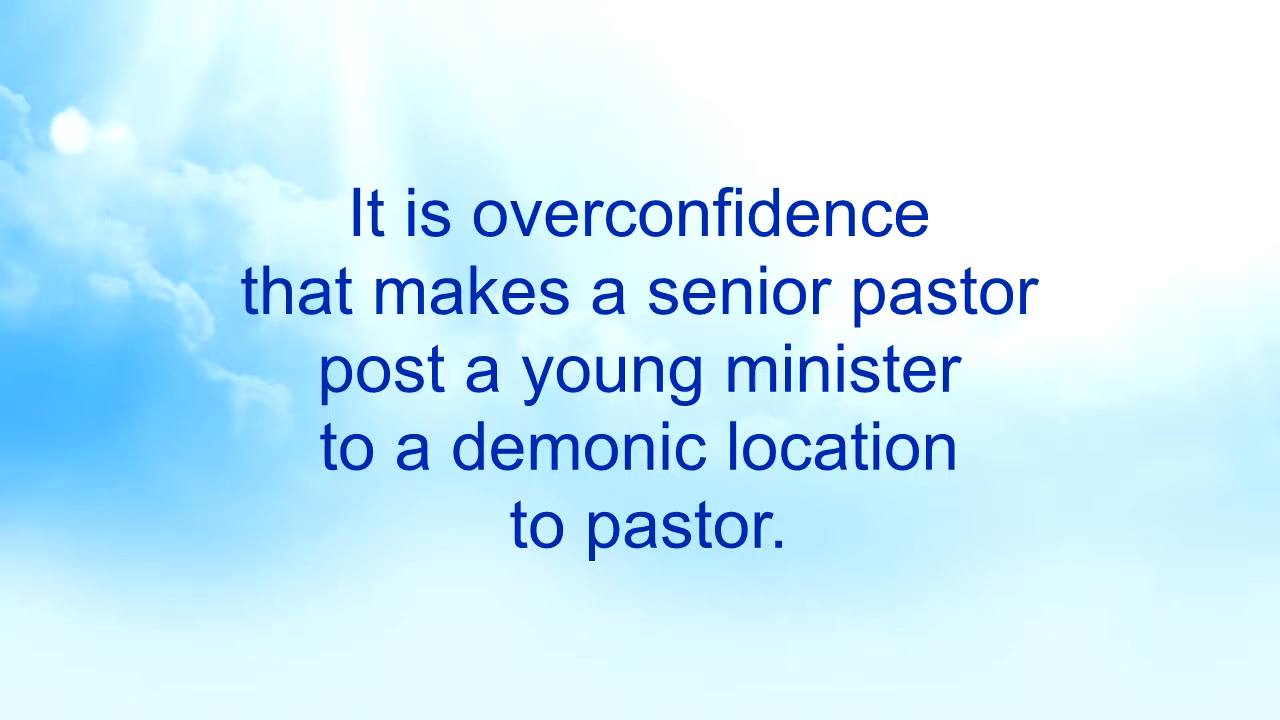 It is overconfidence
that makes a senior pastor
post a young minister
to a demonic location
to pastor.